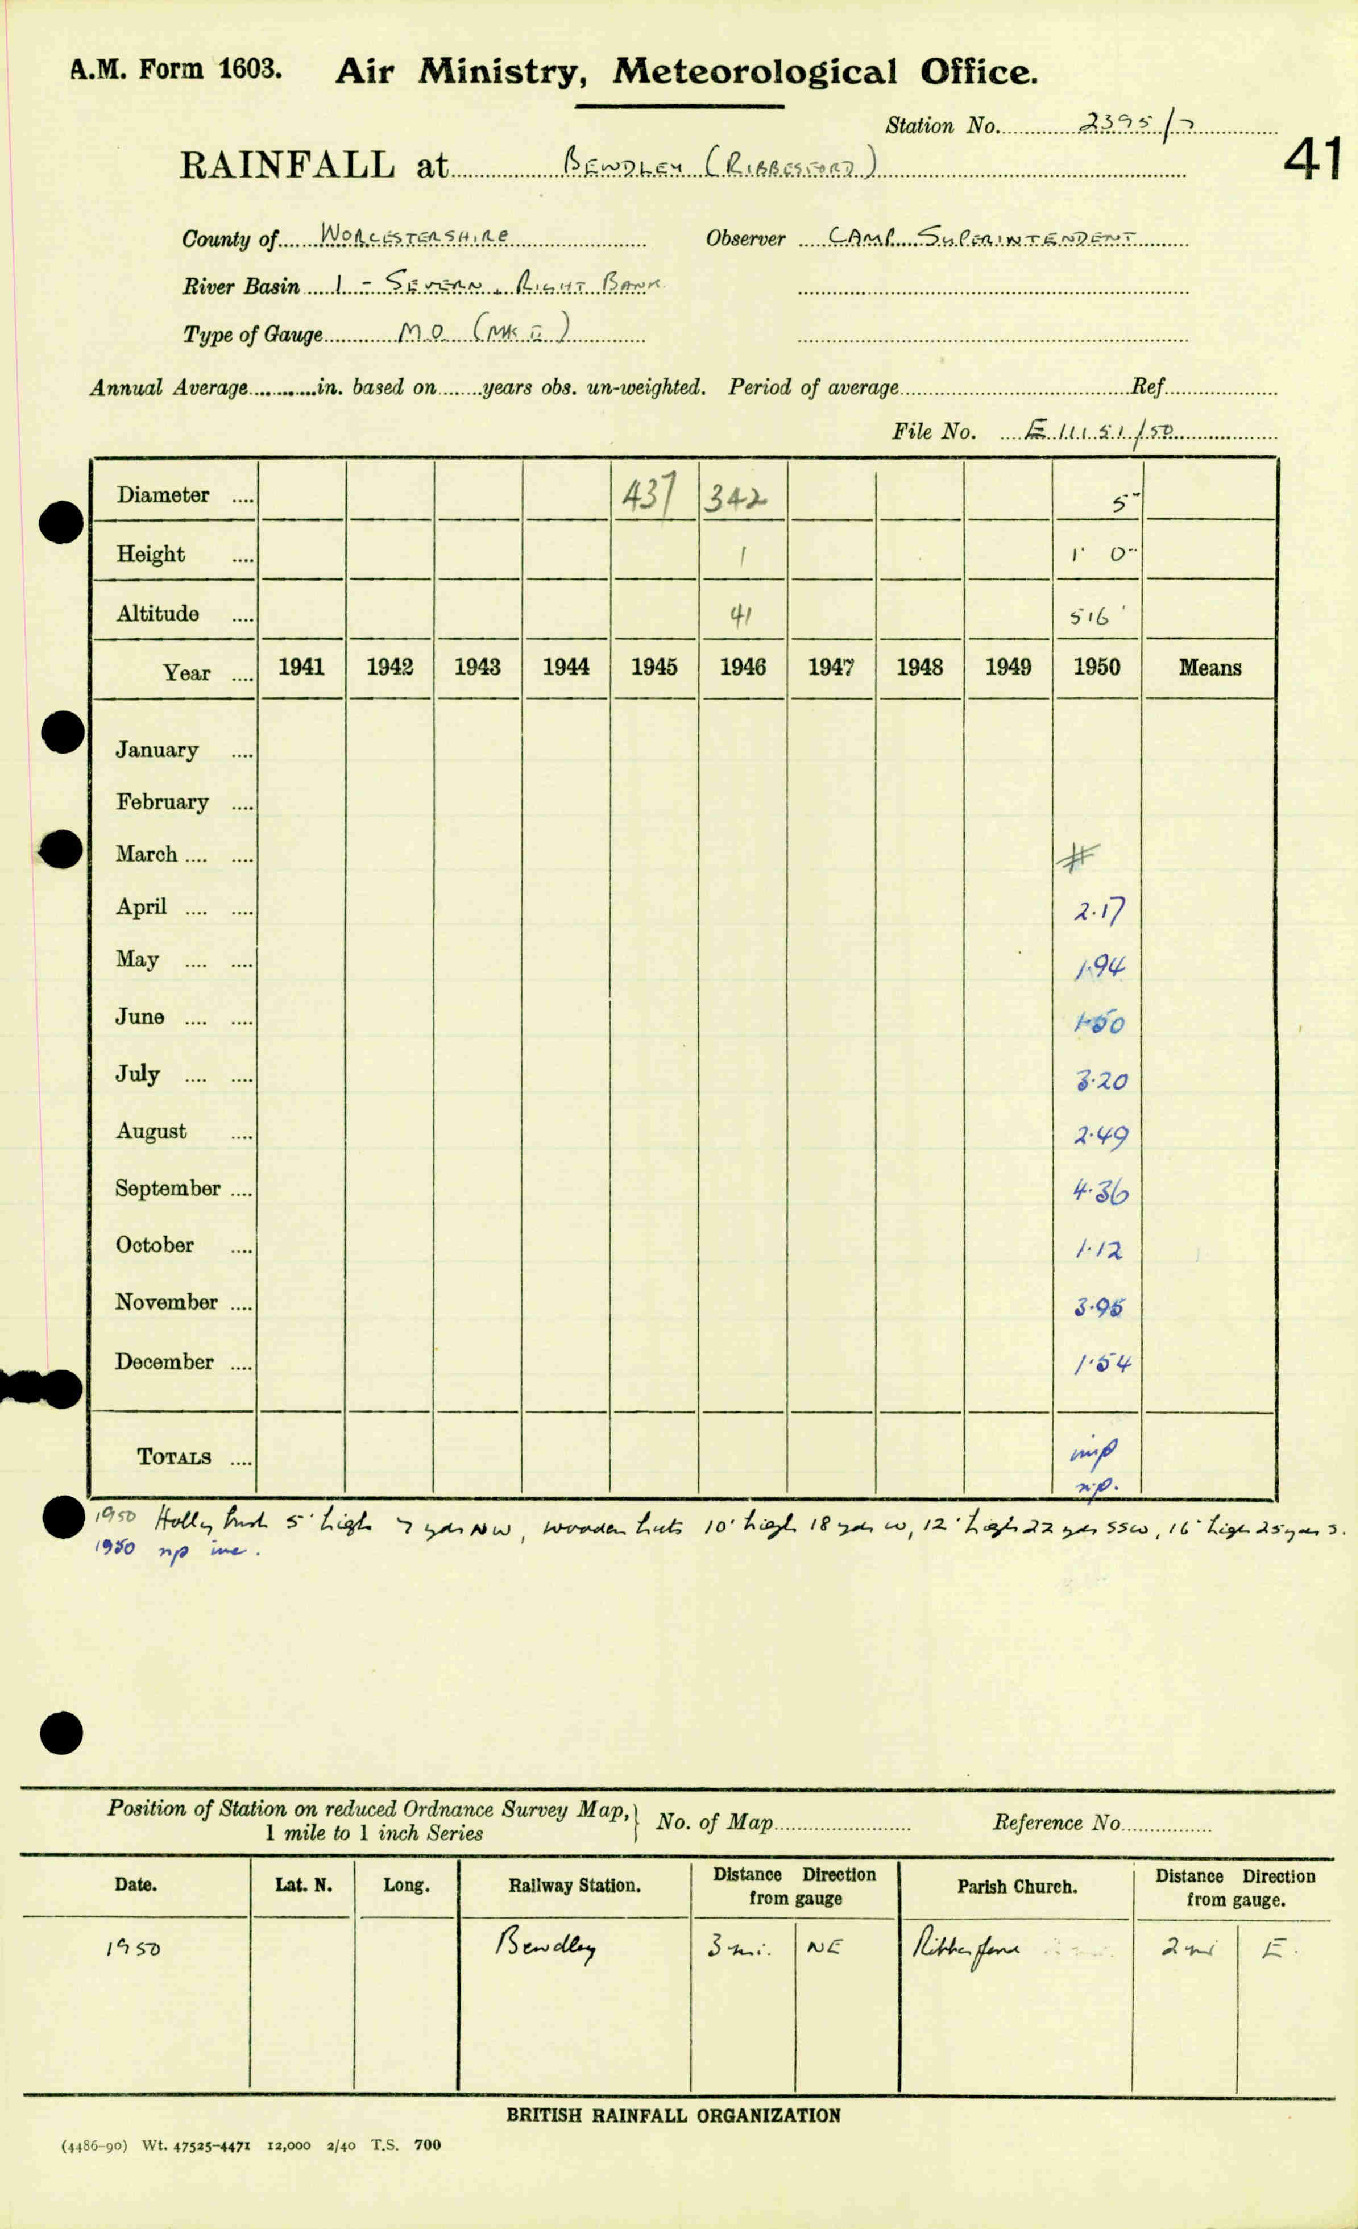 A.M. Form 1603. Air Ministry, Meteorological Office.
Station No. 2395/7
41
RAINFALL at BEWDLEY (RIBBESFORD)
County of WORCESTERSHIRE Observer CAMP SUPERINTENDENT
River Basin 1 - SEVERN, RIGHT BANK
Type of Gauge MO (MK II)
Annual Average in. based on years obs. un-weighted. Period of average Ref.
File No. E 11151/50
Diameter .... 437 342 5"
Height .... 1 1' 0"
Altitude .... 41 516'
Year .... 1941 1942 1943 1944 1945 1946 1947 1948 1949 1950 Means
January ....
February ....
March .... .... #
April .... .... 2.17
May .... .... 1.94
June .... .... 1.50
July .... .... 3.20
August .... 2.49
September .... 4.36
October .... 1.12
November .... 3.95
December .... 1.54
TOTALS .... imp
np.
1950 Holly bush 5' high 7 yds NW, wooden huts 10' high 18 yds W, 12' high 22 yds SSW, 16' high 25 yds S.
1950 np inc.
Position of Station on reduced Ordnance Survey Map, } No. of Map Reference No.
1 mile to 1 inch Series
Date. Lat. N. Long. Railway Station. Distance Direction from gauge Parish Church. Distance Direction from gauge.
1950 Bewdley 3 mi. NE Ribbesford 2 mi E.
BRITISH RAINFALL ORGANIZATION
(4486-90) Wt. 47525-4471 12,000 2/40 T.S. 700